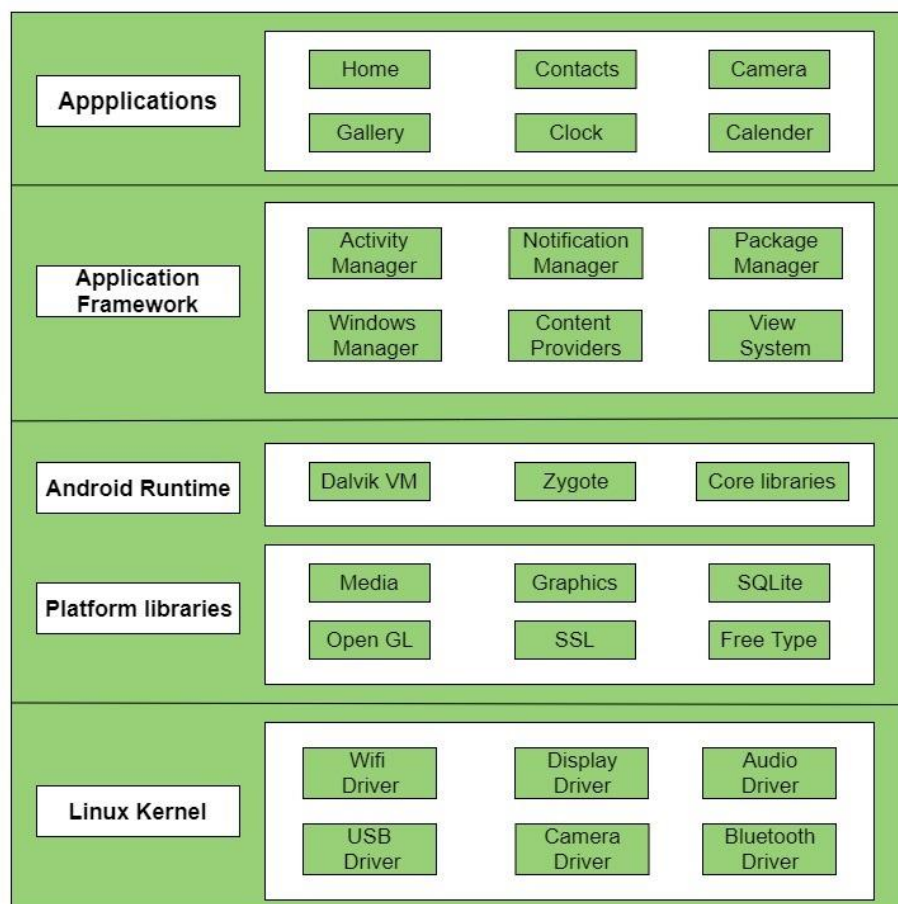 Appplications
Home
Contacts
Camera
Gallery
Clock
Calender
Application
Framework
Activity
Manager
Notification
Manager
Package
Manager
Windows
Manager
Content
Providers
View
System
Android Runtime
Dalvik VM
Zygote
Core libraries
Platform libraries
Media
Graphics
SQLite
Open GL
SSL
Free Type
Linux Kernel
Wifi
Driver
Display
Driver
Audio
Driver
USB
Driver
Camera
Driver
Bluetooth
Driver